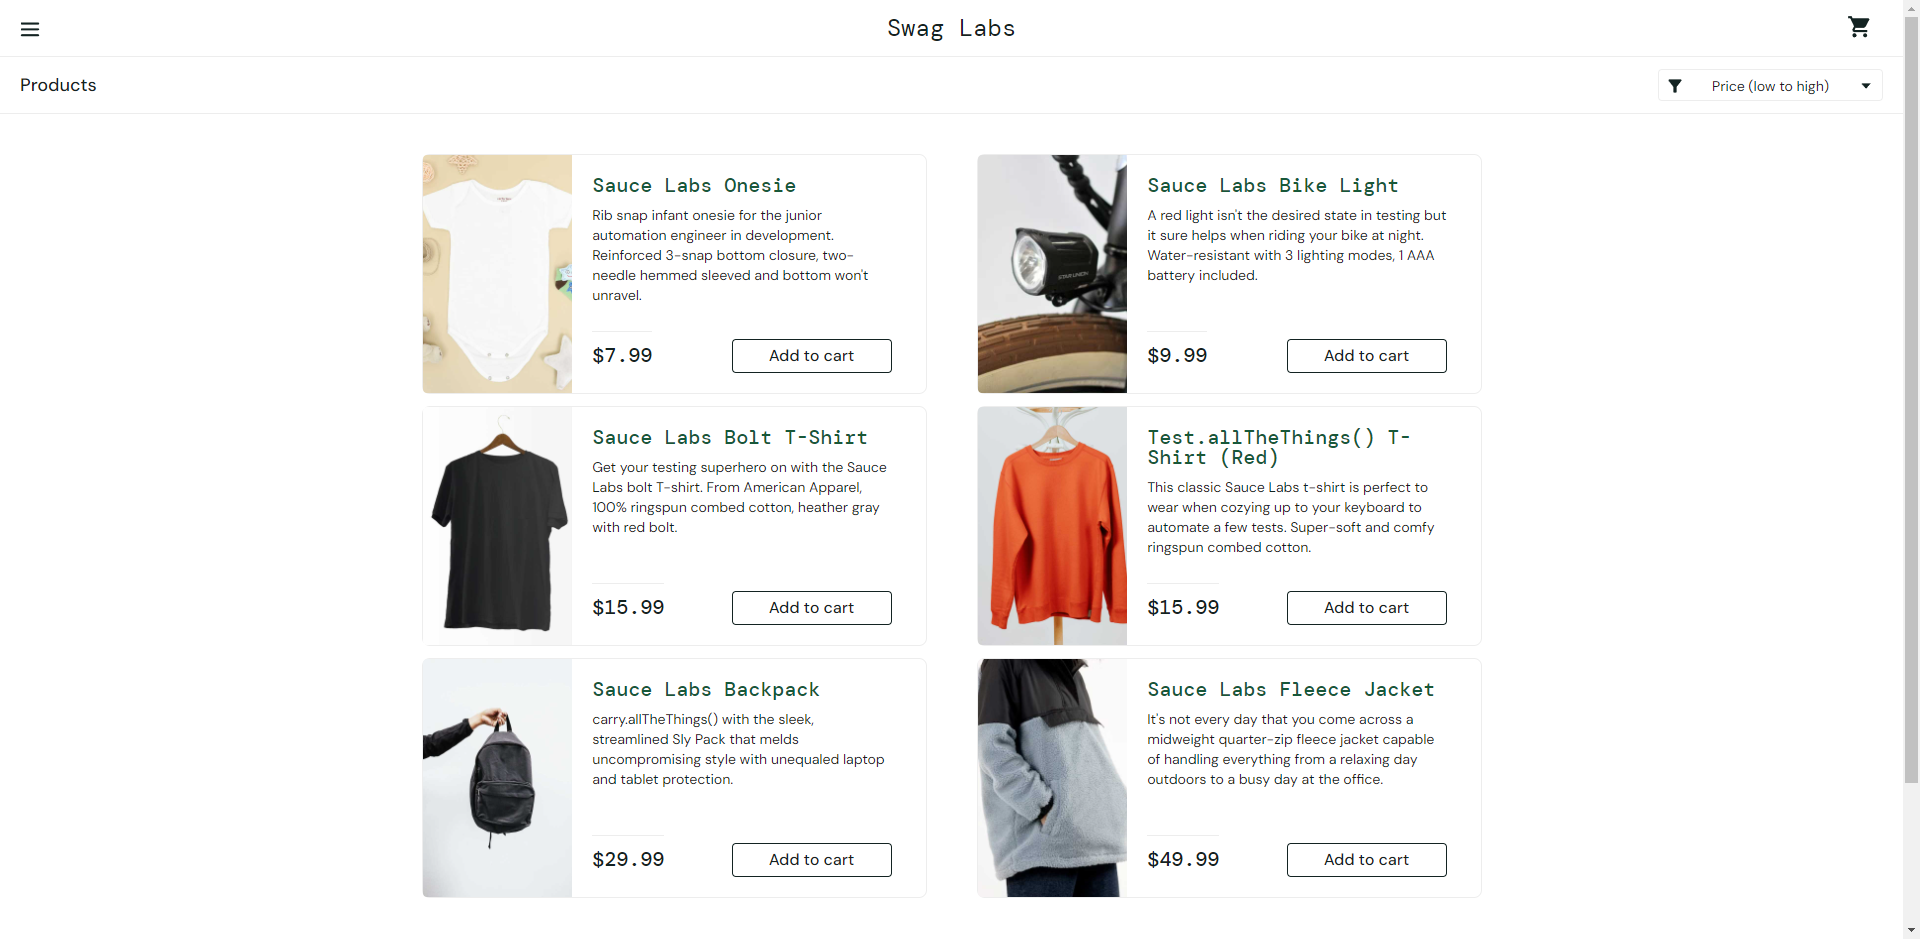 Swag Labs
Products
Price (low to high)
Sauce Labs Onesie
Rib snap infant onesie for the junior
automation engineer in development.
Reinforced 3-snap bottom closure, two-
needle hemmed sleeved and bottom won't
unravel.
$7.99
Add to cart
Sauce Labs Bike Light
A red light isn't the desired state in testing but
it sure helps when riding your bike at night.
Water-resistant with 3 lighting modes, 1 AAA
battery included.
$9.99
Add to cart
STAR UNION
Sauce Labs Bolt T-Shirt
Get your testing superhero on with the Sauce
Labs bolt T-shirt. From American Apparel,
100% ringspun combed cotton, heather gray
with red bolt.
$15.99
Add to cart
Test.allTheThings() T-
Shirt (Red)
This classic Sauce Labs t-shirt is perfect to
wear when cozying up to your keyboard to
automate a few tests. Super-soft and comfy
ringspun combed cotton.
$15.99
Add to cart
Sauce Labs Backpack
carry.allTheThings() with the sleek,
streamlined Sly Pack that melds
uncompromising style with unequaled laptop
and tablet protection.
$29.99
Add to cart
Sauce Labs Fleece Jacket
It's not every day that you come across a
midweight quarter-zip fleece jacket capable
of handling everything from a relaxing day
outdoors to a busy day at the office.
$49.99
Add to cart